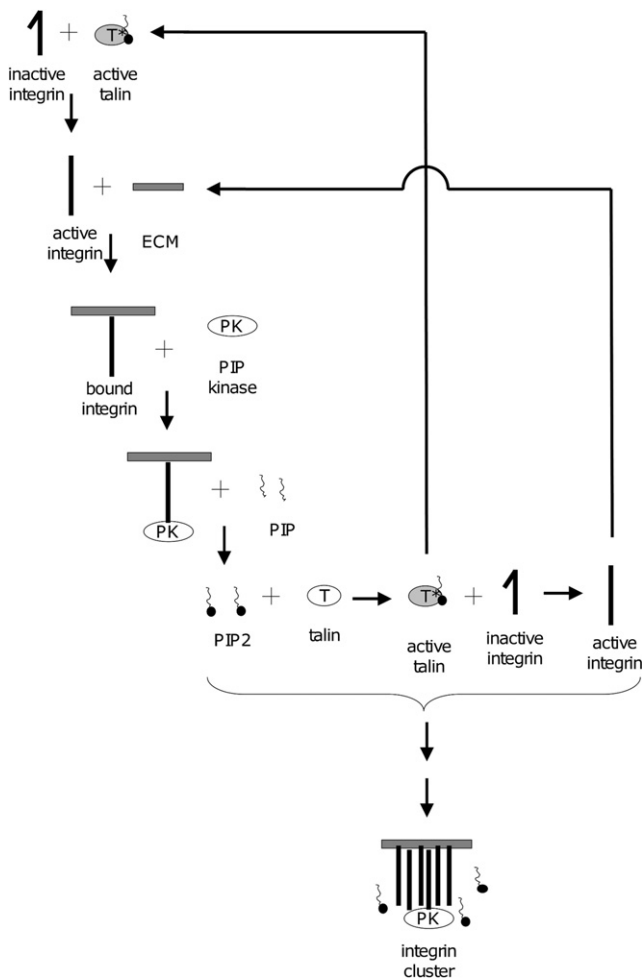 + T*
inactive active
integrin talin
+
active ECM
integrin
+ PK
bound PIP
integrin kinase
+
PK PIP
+ T T* +
PIP2 talin active inactive active
talin integrin integrin
PK
integrin
cluster